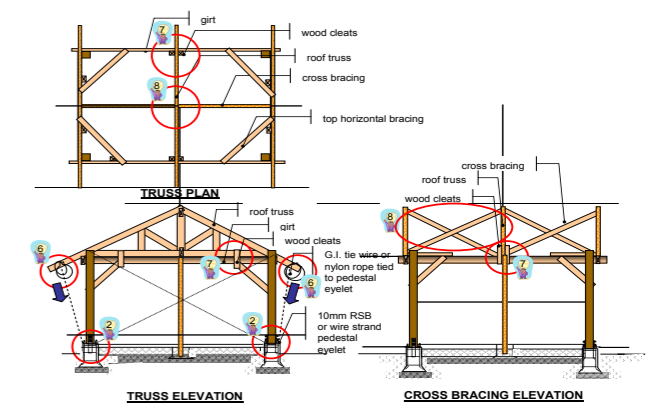 girt
7
wood cleats
roof truss
cross bracing
8
top horizontal bracing
TRUSS PLAN
roof truss
girt
wood cleats
6
7
G.I. tie wire or
nylon rope tied
to pedestal
eyelet
6
2
2
10mm RSB
or wire strand
pedestal
eyelet
TRUSS ELEVATION
cross bracing
roof truss
wood cleats
8
7
CROSS BRACING ELEVATION